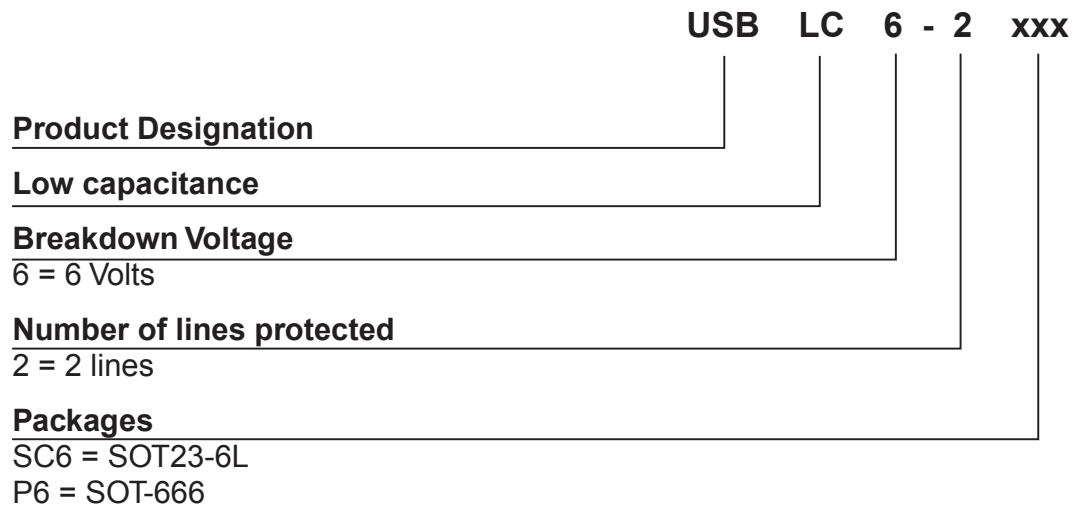 USB LC 6 - 2 xxx
Product Designation
Low capacitance
Breakdown Voltage
6 = 6 Volts
Number of lines protected
2 = 2 lines
Packages
SC6 = SOT23-6L
P6 = SOT-666